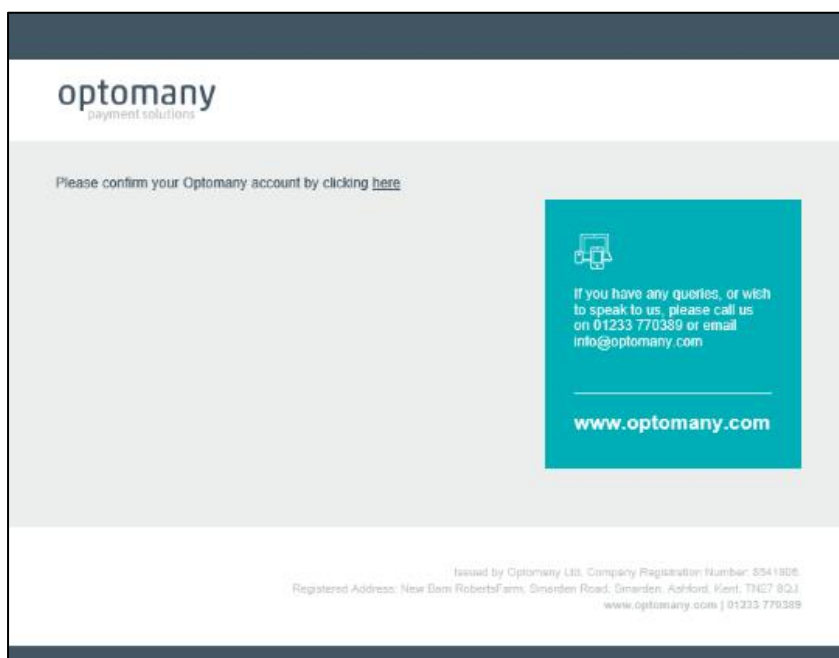 optomany
payment solutions
Please confirm your Optomany account by clicking here
If you have any queries, or wish
to speak to us, please call us
on 01233 770389 or email
info@optomany.com
www.optomany.com
Issued by Optomany Ltd, Company Registration Number: 8541808.
Registered Address: New Barn RobertsFarm, Smarden Road, Smarden, Ashford, Kent, TN27 8QJ.
www.optomany.com | 01233 770389